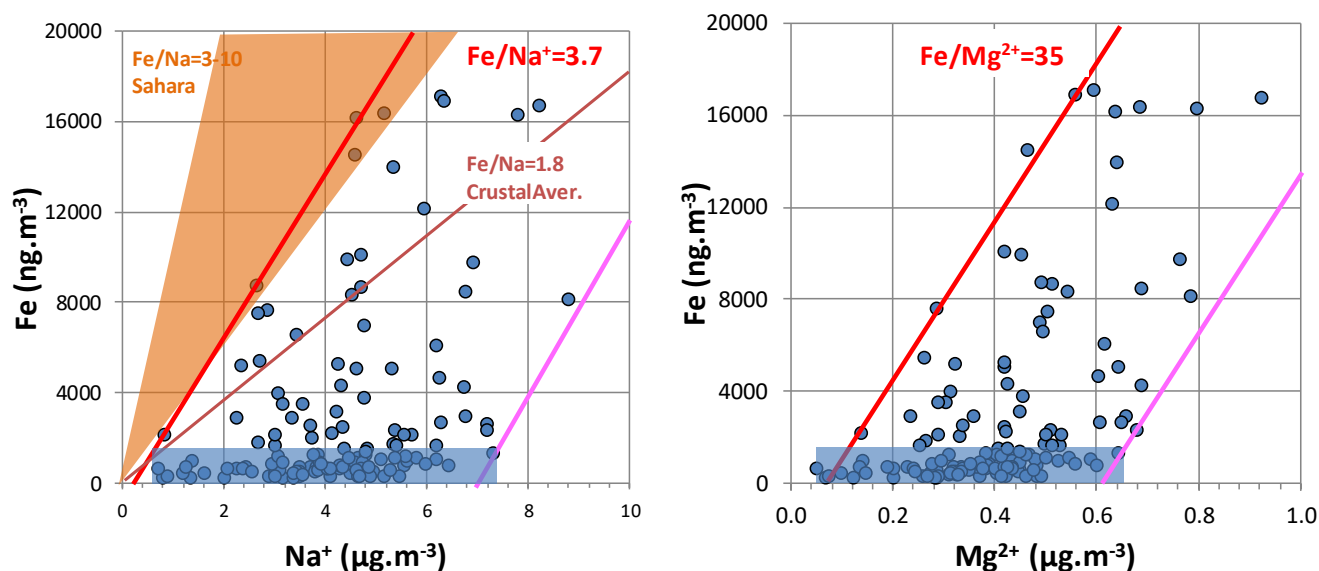 20000
16000
12000
8000
4000
0
Fe (ng.m⁻³)
Fe/Na=3-10
Sahara
Fe/Na⁺=3.7
Fe/Na=1.8
CrustalAver.
0 2 4 6 8 10
Na⁺ (µg.m⁻³)
20000
16000
12000
8000
4000
0
Fe (ng.m⁻³)
Fe/Mg²⁺=35
0.0 0.2 0.4 0.6 0.8 1.0
Mg²⁺ (µg.m⁻³)